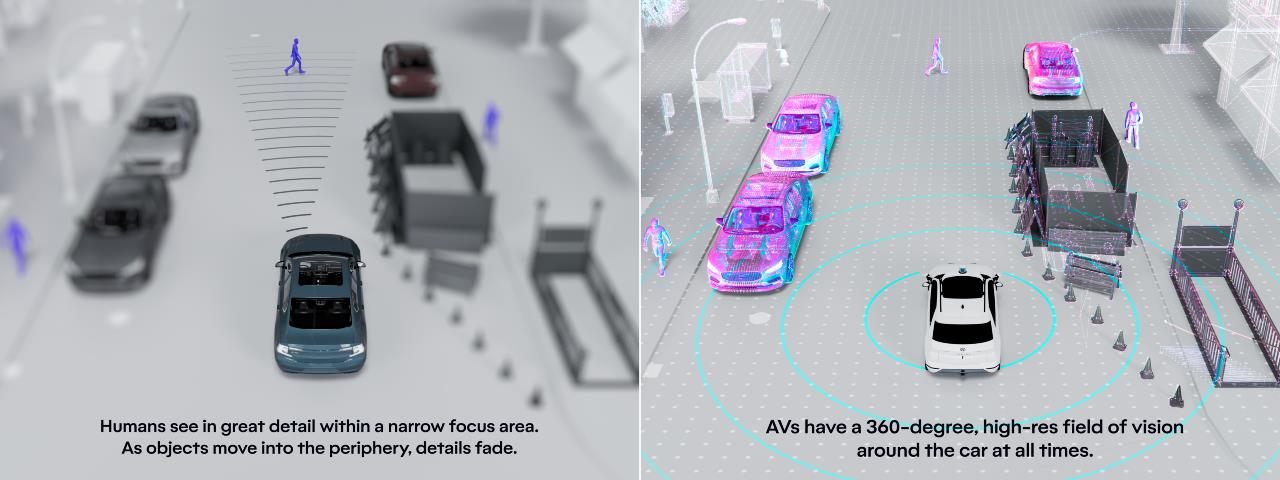 Humans see in great detail within a narrow focus area.
As objects move into the periphery, details fade.
AVs have a 360-degree, high-res field of vision
around the car at all times.